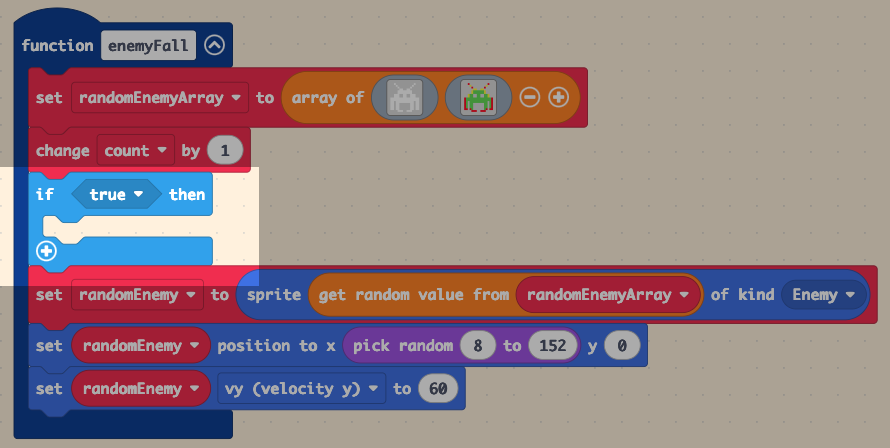 function enemyFall
set randomEnemyArray to array of
change count by 1
if true then
set randomEnemy to sprite get random value from randomEnemyArray of kind Enemy
set randomEnemy position to x pick random 8 to 152 y 0
set randomEnemy vy (velocity y) to 60